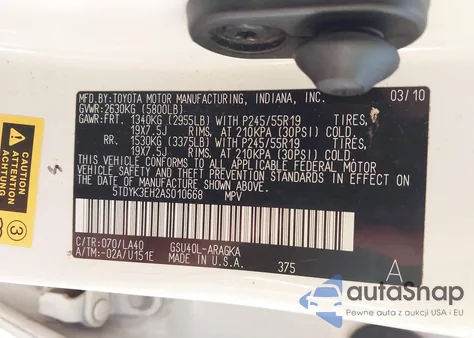 MFD.BY:TOYOTA MOTOR MANUFACTURING, INDIANA, INC. 03/10
GVWR: 2630KG (5800LB)
GAWR:FRT. 1340KG (2955LB) WITH P245/55R19 TIRES,
19X7.5J RIMS, AT 210KPA (30PSI) COLD.
RR. 1530KG (3375LB) WITH P245/55R19 TIRES,
19X7.5J RIMS, AT 210KPA (30PSI) COLD.
THIS VEHICLE CONFORMS TO ALL APPLICABLE FEDERAL MOTOR
VEHICLE SAFETY AND THEFT PREVENTION STANDARDS IN EFFECT
ON THE DATE OF MANUFACTURE SHOWN ABOVE.
5TDYK3EH2AS010668 MPV
C/TR:070/LA40 GSU40L-ARAGKA
A/TM:-02A/U151E MADE IN U.S.A. 375 A
ACHTUNG
3
autoSnap
Pewne auta z aukcji USA i EU